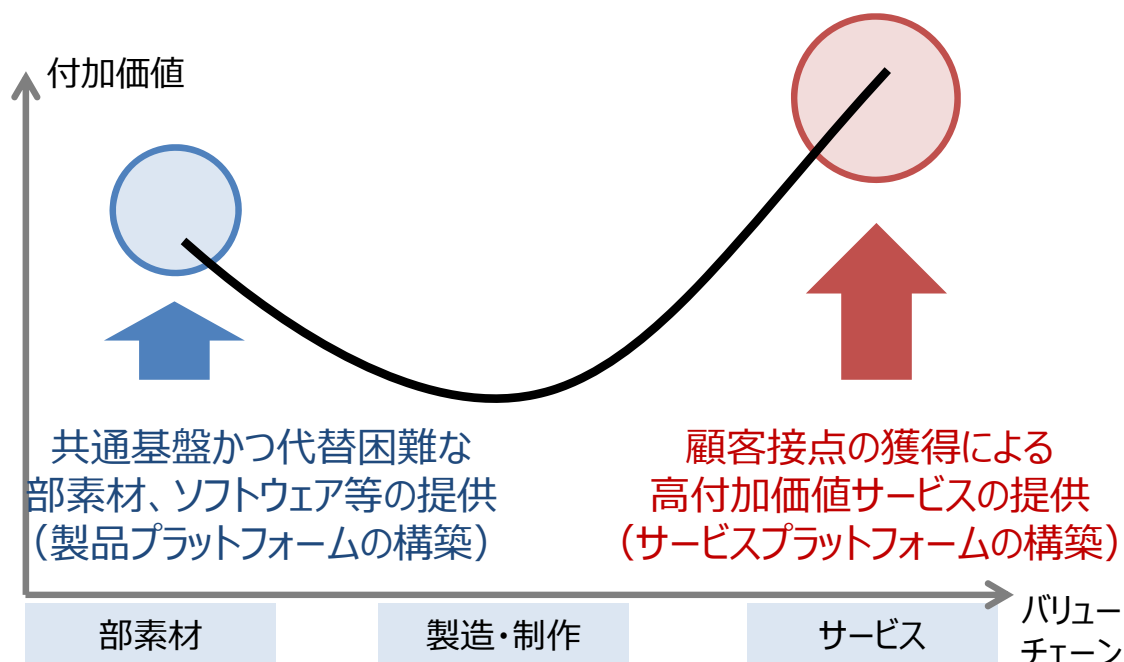 付加価値
共通基盤かつ代替困難な
部素材、ソフトウェア等の提供
（製品プラットフォームの構築）
顧客接点の獲得による
高付加価値サービスの提供
（サービスプラットフォームの構築）
部素材
製造・制作
サービス
バリュー
チェーン